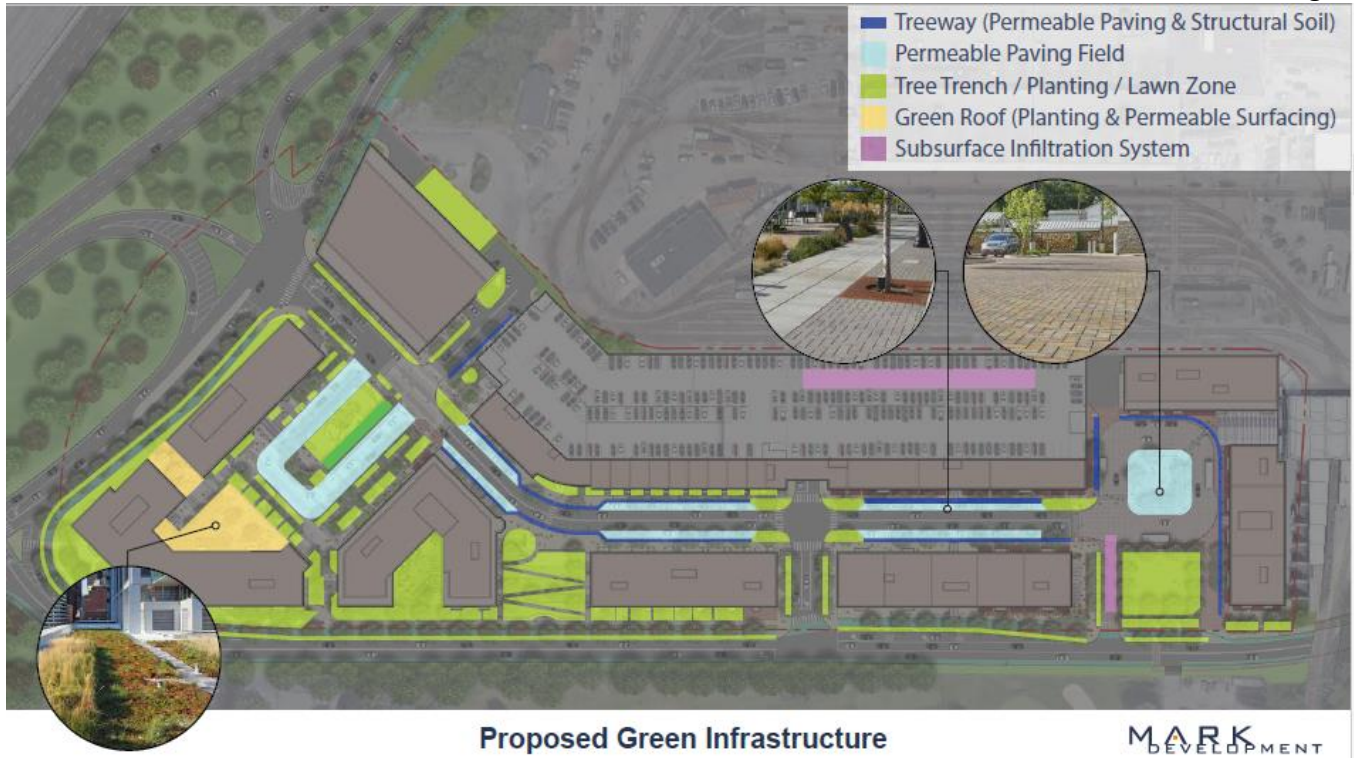 Treeway (Permeable Paving & Structural Soil)
Permeable Paving Field
Tree Trench / Planting / Lawn Zone
Green Roof (Planting & Permeable Surfacing)
Subsurface Infiltration System
Proposed Green Infrastructure
MARK
DEVELOPMENT